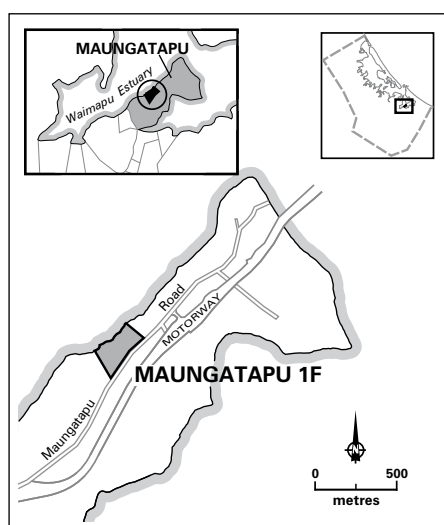 MAUNGATAPU
Waimapu Estuary
Road
MOTORWAY
MAUNGATAPU 1F
Maungatapu
N
0 500
metres